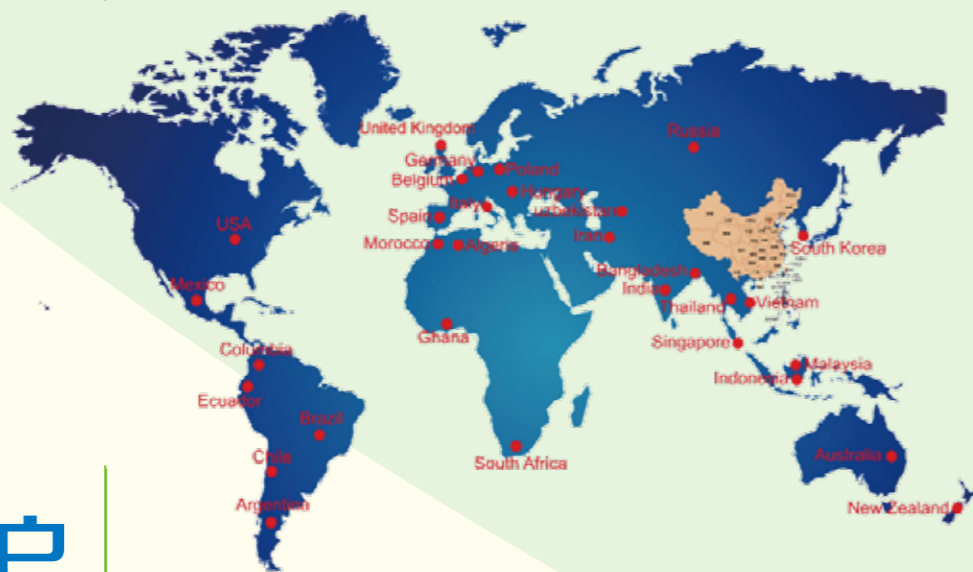 United Kingdom
Russia
Germany
Poland
Belgium
Hungary
Italy
uzbekistan
Spain
USA
Iran
Morocco
Algeria
South Korea
Bangladesh
India
Mexico
Thailand
Vietnam
Ghana
Singapore
Columbia
Malaysia
Indonesia
Ecuador
Brazil
Chile
Australia
South Africa
Argentina
New Zealand